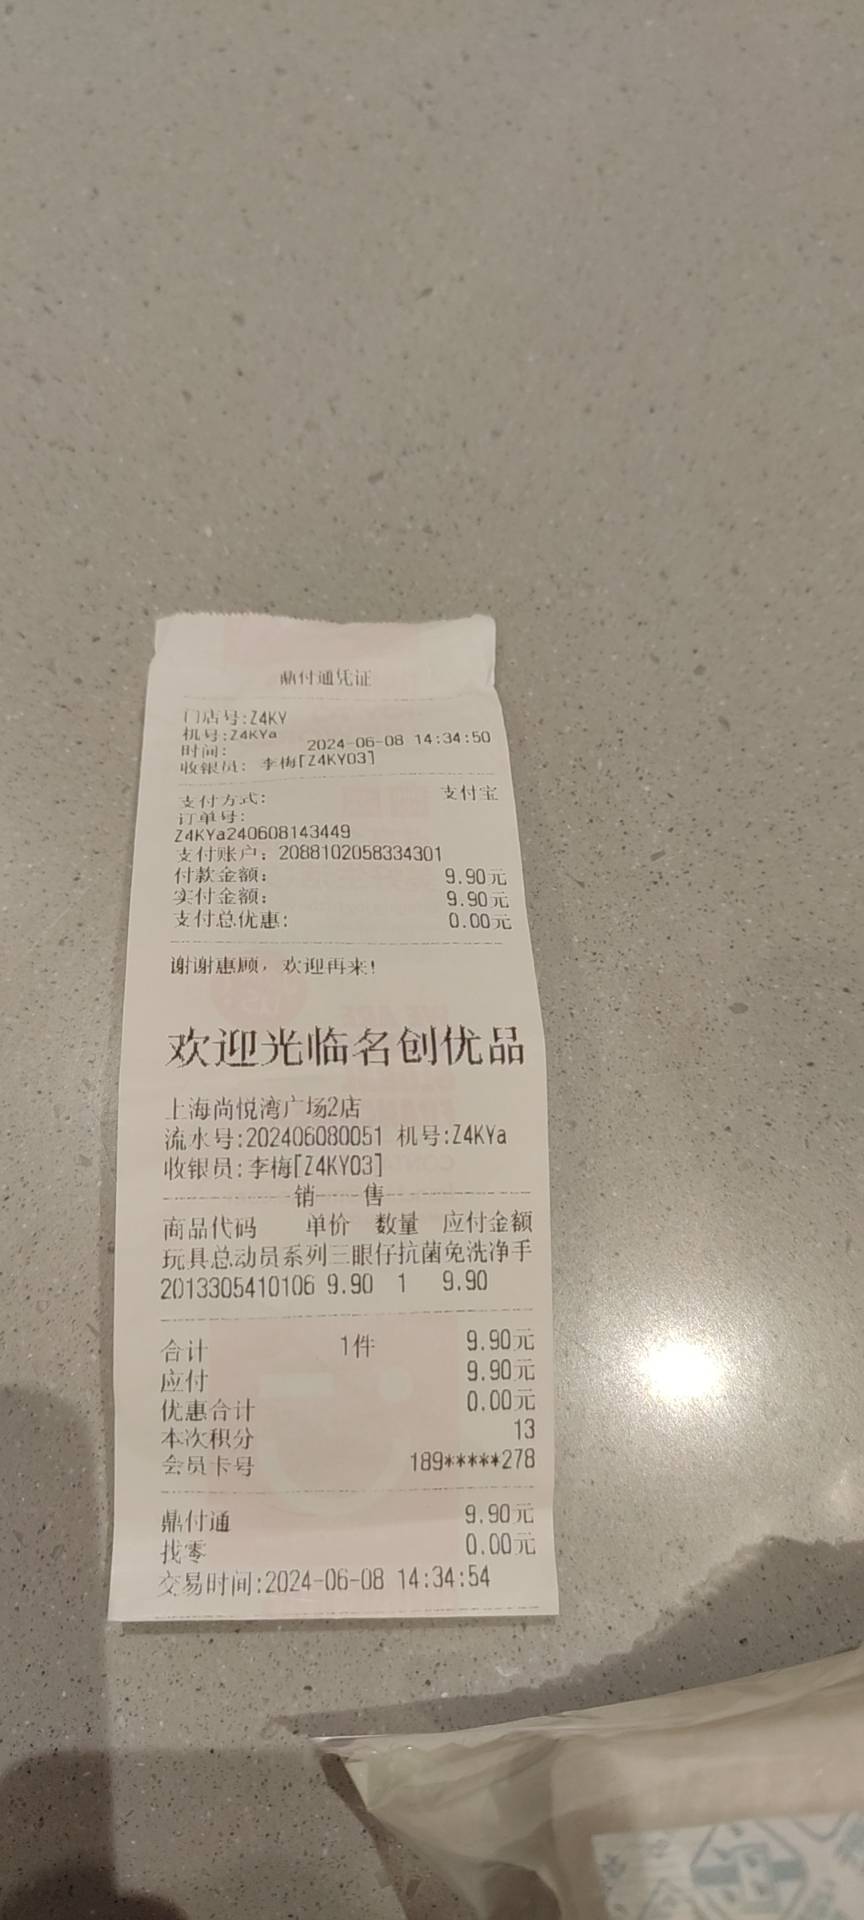 鼎付通凭证
门店号:Z4KY
机号:Z4KYa
时间: 2024-06-08 14:34:50
收银员: 李梅[Z4KY03]
支付方式: 支付宝
订单号:
Z4KYa240608143449
支付账户: 2088102058334301
付款金额: 9.90元
实付金额: 9.90元
支付总优惠: 0.00元
谢谢惠顾，欢迎再来!
欢迎光临名创优品
上海尚悦湾广场2店
流水号:202406080051 机号:Z4KYa
收银员:李梅[Z4KY03]
销 售
商品代码 单价 数量 应付金额
玩具总动员系列三眼仔抗菌免洗净手
2013305410106 9.90 1 9.90
合计 1件 9.90元
应付 9.90元
优惠合计 0.00元
本次积分 13
会员卡号 189*****278
鼎付通 9.90元
找零 0.00元
交易时间:2024-06-08 14:34:54